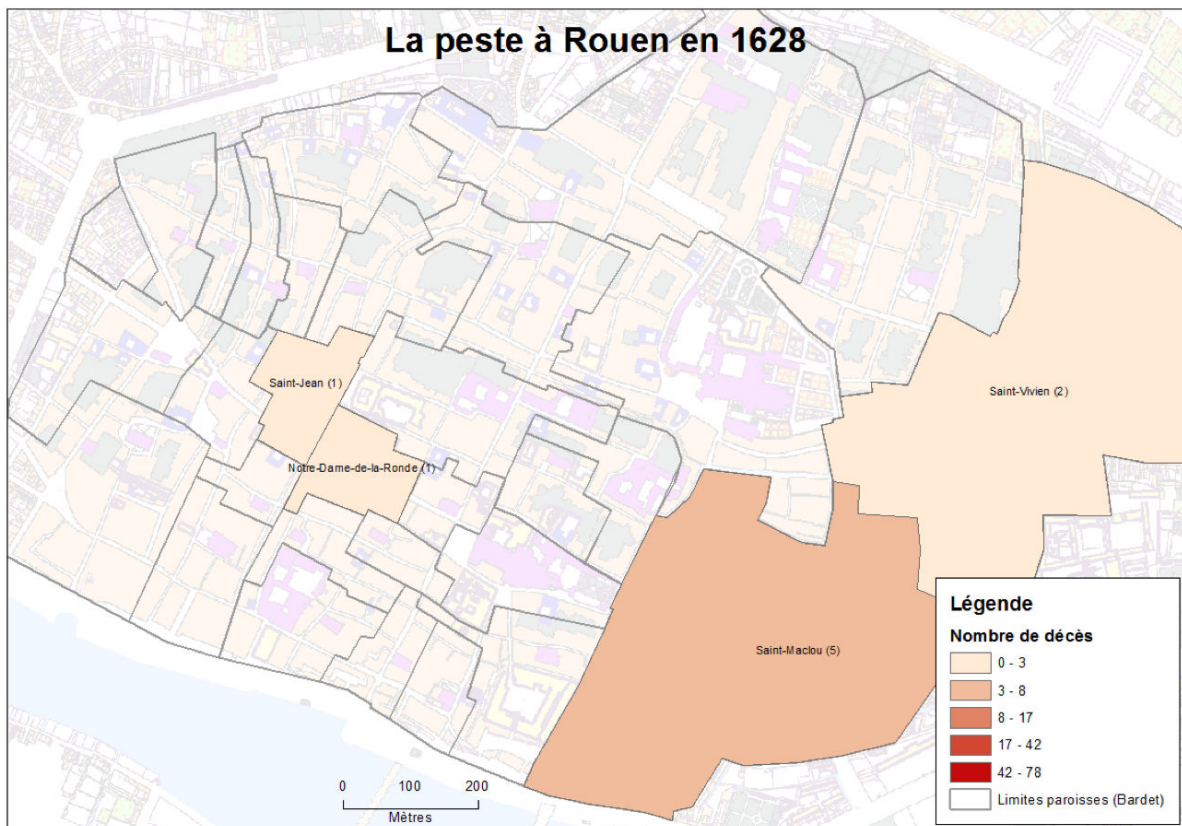 La peste à Rouen en 1628
Saint-Jean (1)
Saint-Vivien (2)
Notre-Dame-de-la-Ronde (1)
Saint-Maclou (5)
Légende
Nombre de décès
0 - 3
3 - 8
8 - 17
17 - 42
42 - 78
Limites paroisses (Bardet)
0 100 200
Mètres